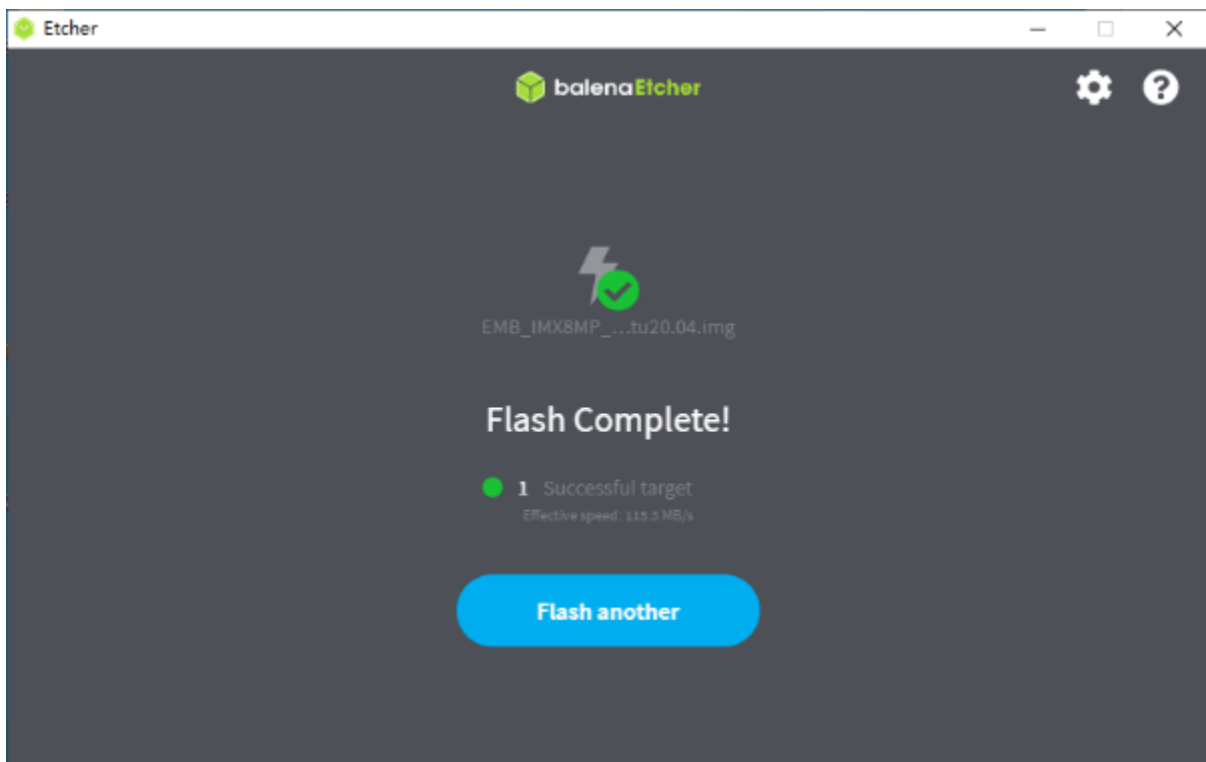 Etcher
balenaEtcher
EMB_IMX8MP_...tu20.04.img
Flash Complete!
1 Successful target
Effective speed: 115.3 MB/s
Flash another